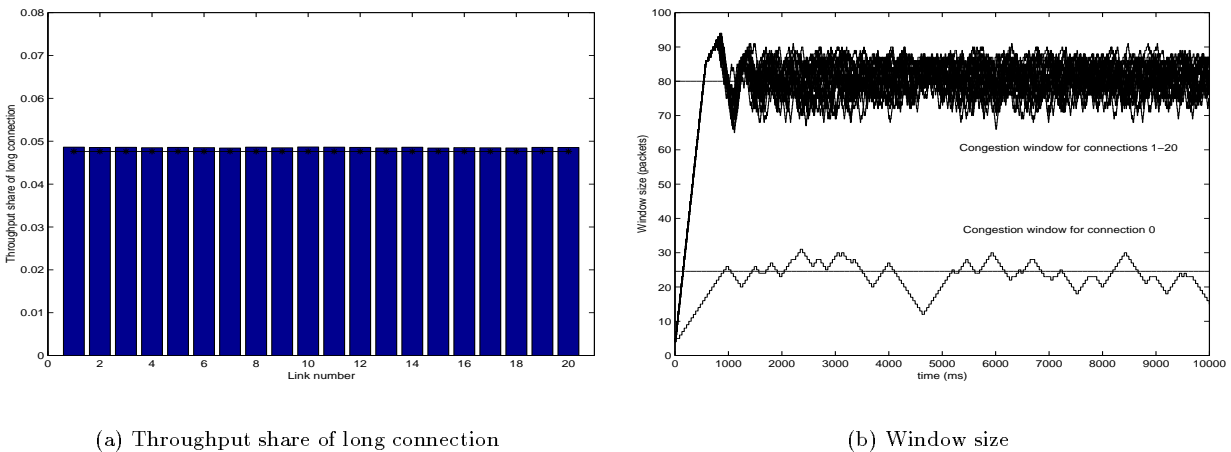 0.08
0.07
0.06
0.05
0.04
0.03
0.02
0.01
0
Throughput share of long connection
0 2 4 6 8 10 12 14 16 18 20
Link number
(a) Throughput share of long connection
100
90
80
70
60
50
40
30
20
10
0
Window size (packets)
Congestion window for connections 1–20
Congestion window for connection 0
0 1000 2000 3000 4000 5000 6000 7000 8000 9000 10000
time (ms)
(b) Window size